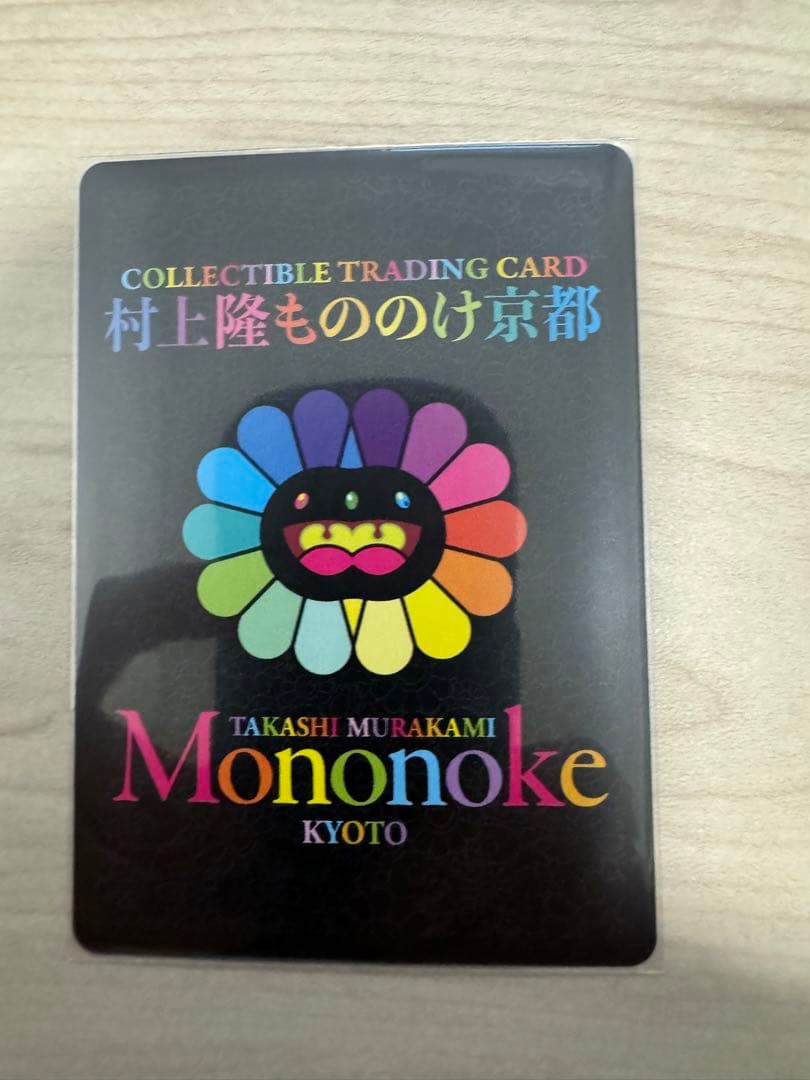 COLLECTIBLE TRADING CARD
村上隆もののけ京都
TAKASHI MURAKAMI
Mononoke
KYOTO